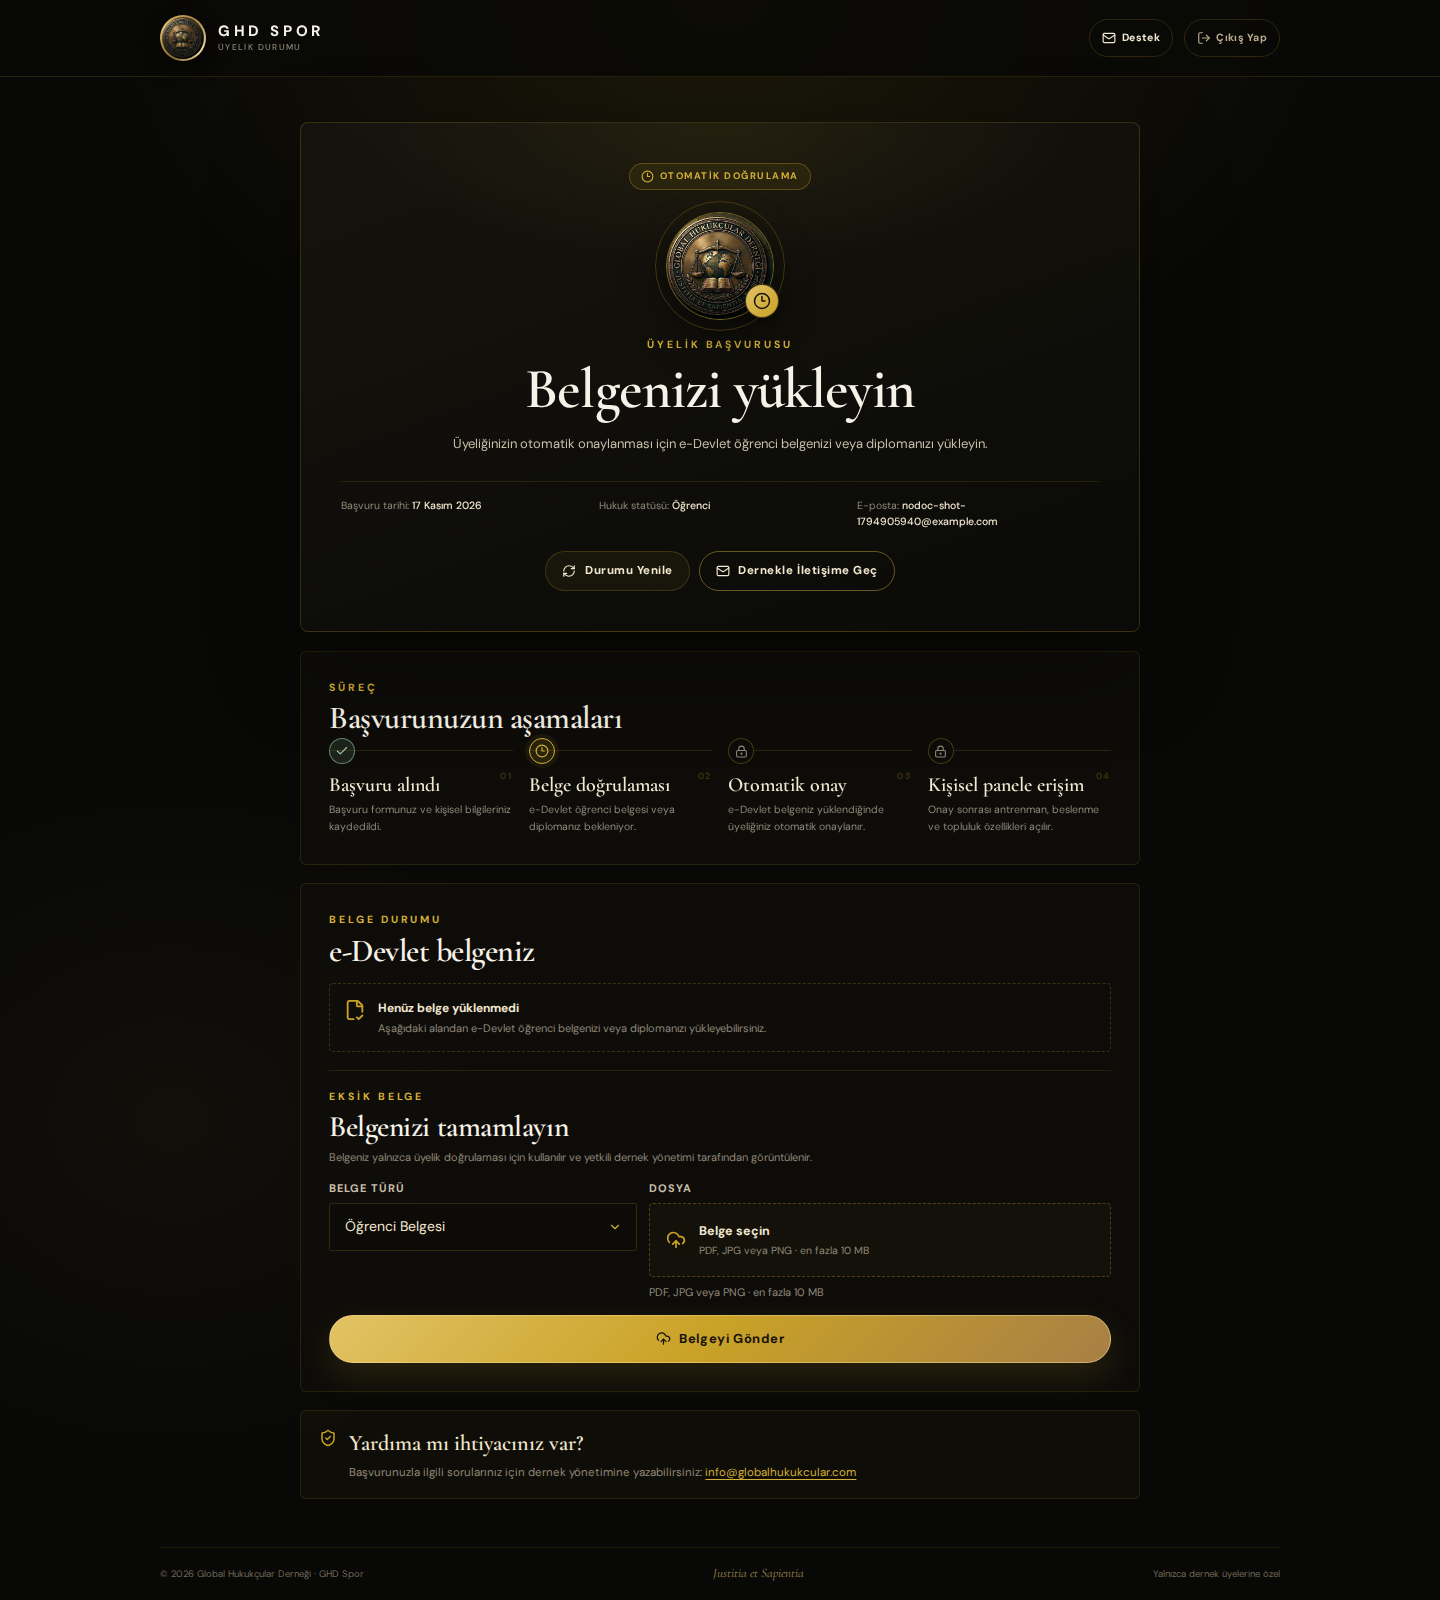 GHD SPOR
ÜYELİK DURUMU
Destek
Çıkış Yap
OTOMATİK DOĞRULAMA
GLOBAL HUKUKÇULAR DERNEĞİ
ÜYELİK BAŞVURUSU
Belgenizi yükleyin
Üyeliğinizin otomatik onaylanması için e-Devlet öğrenci belgenizi veya diplomanızı yükleyin.
Başvuru tarihi: 17 Kasım 2026
Hukuk statüsü: Öğrenci
E-posta: nodoc-shot-
1794905940@example.com
Durumu Yenile
Dernekle İletişime Geç
SÜREÇ
Başvurunuzun aşamaları
01
Başvuru alındı
Başvuru formunuz ve kişisel bilgileriniz
kaydedildi.
02
Belge doğrulaması
e-Devlet öğrenci belgesi veya
diplomanız bekleniyor.
03
Otomatik onay
e-Devlet belgeniz yüklendiğinde
üyeliğiniz otomatik onaylanır.
04
Kişisel panele erişim
Onay sonrası antrenman, beslenme
ve topluluk özellikleri açılır.
BELGE DURUMU
e-Devlet belgeniz
Henüz belge yüklenmedi
Aşağıdaki alandan e-Devlet öğrenci belgenizi veya diplomanızı yükleyebilirsiniz.
EKSİK BELGE
Belgenizi tamamlayın
Belgeniz yalnızca üyelik doğrulaması için kullanılır ve yetkili dernek yönetimi tarafından görüntülenir.
BELGE TÜRÜ
Öğrenci Belgesi
DOSYA
Belge seçin
PDF, JPG veya PNG · en fazla 10 MB
PDF, JPG veya PNG · en fazla 10 MB
Belgeyi Gönder
Yardıma mı ihtiyacınız var?
Başvurunuzla ilgili sorularınız için dernek yönetimine yazabilirsiniz: info@globalhukukcular.com
© 2026 Global Hukukçular Derneği · GHD Spor
Justitia et Sapientia
Yalnızca dernek üyelerine özel